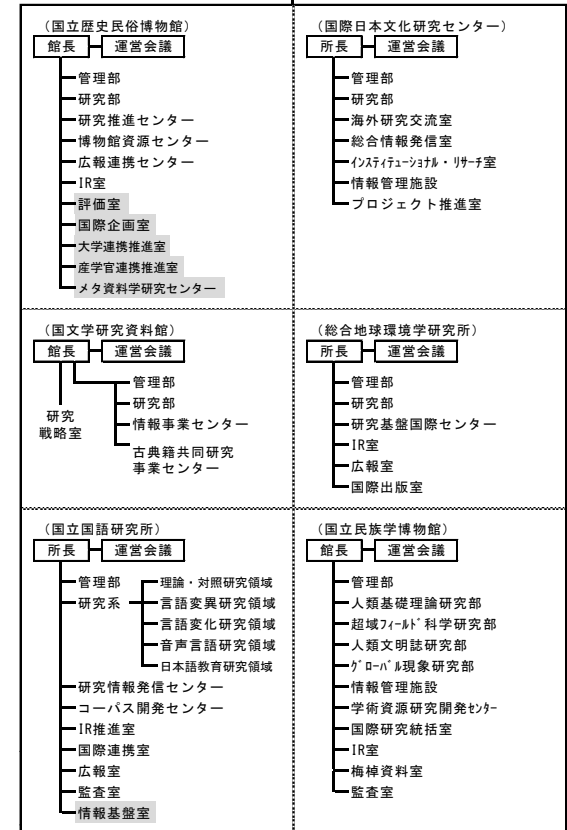 （国立歴史民俗博物館）
館長 運営会議
管理部
研究部
研究推進センター
博物館資源センター
広報連携センター
IR室
評価室
国際企画室
大学連携推進室
産学官連携推進室
メタ資料学研究センター
（国際日本文化研究センター）
所長 運営会議
管理部
研究部
海外研究交流室
総合情報発信室
ｲﾝｽﾃｨﾃｭｰｼｮﾅﾙ・ﾘｻｰﾁ室
情報管理施設
プロジェクト推進室
（国文学研究資料館）
館長 運営会議
管理部
研究部
情報事業センター
古典籍共同研究
事業センター
研究
戦略室
（総合地球環境学研究所）
所長 運営会議
管理部
研究部
研究基盤国際センター
IR室
広報室
国際出版室
（国立国語研究所）
所長 運営会議
管理部
研究系
理論・対照研究領域
言語変異研究領域
言語変化研究領域
音声言語研究領域
日本語教育研究領域
研究情報発信センター
コーパス開発センター
IR推進室
国際連携室
広報室
監査室
情報基盤室
（国立民族学博物館）
館長 運営会議
管理部
人類基礎理論研究部
超域ﾌｨｰﾙﾄﾞ科学研究部
人類文明誌研究部
ｸﾞﾛｰﾊﾞﾙ現象研究部
情報管理施設
学術資源研究開発ｾﾝﾀｰ
国際研究統括室
IR室
梅棹資料室
監査室